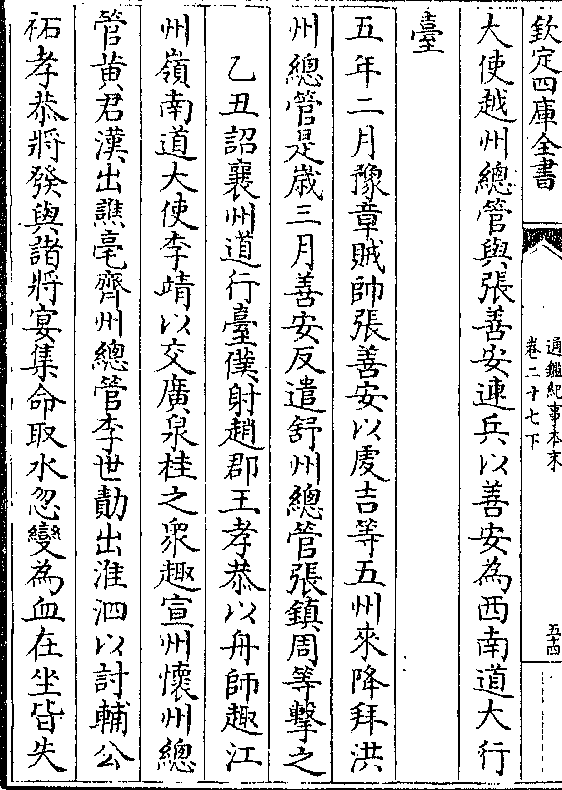 欽定四庫全書
通鑑紀事本末
卷二十七下
五十四
大使越州總管與張善安連兵以善安為西南道大行
臺
五年二月豫章賊帥張善安以虔吉等五州來降拜洪
州總管是歲三月善安反遣舒州總管張鎮周等擊之
乙丑詔襄州道行臺僕射趙郡王孝恭以舟師趣江
州嶺南道大使李靖以交廣泉桂之衆趣宣州懷州總
管黄君漢出譙亳齊州總管李世勣出淮泗以討輔公
祏孝恭將發與諸將宴集命取水忽變為血在坐皆失